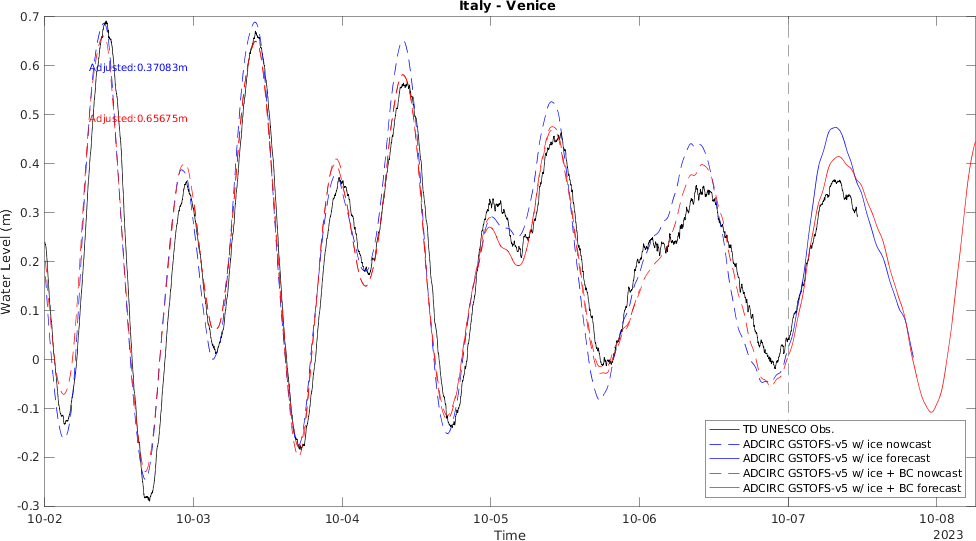 Italy - Venice
0.7
0.6
0.5
0.4
0.3
0.2
0.1
0
-0.1
-0.2
-0.3
Water Level (m)
Adjusted:0.37083m
Adjusted:0.65675m
TD UNESCO Obs.
ADCIRC GSTOFS-v5 w/ ice nowcast
ADCIRC GSTOFS-v5 w/ ice forecast
ADCIRC GSTOFS-v5 w/ ice + BC nowcast
ADCIRC GSTOFS-v5 w/ ice + BC forecast
10-02 10-03 10-04 10-05 10-06 10-07 10-08
Time
2023